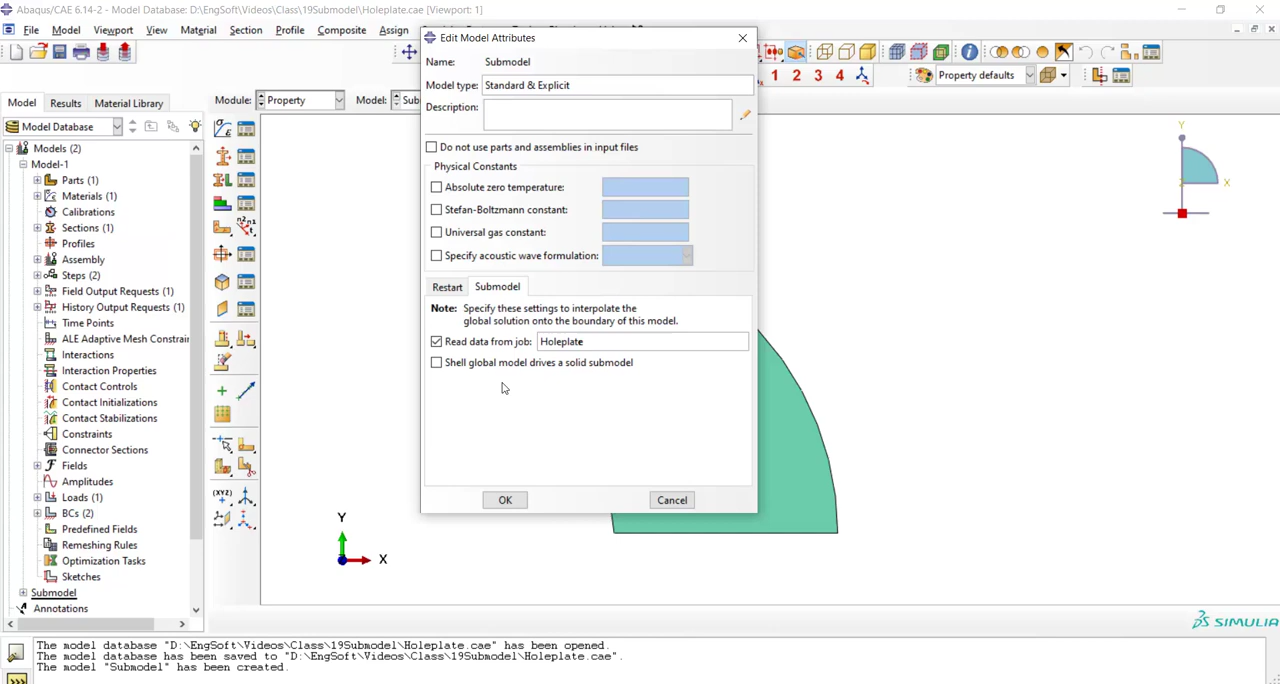 Abaqus/CAE 6.14-2 - Model Database: D:\EngSoft\Videos\Class\19Submodel\Holeplate.cae [Viewport: 1]
File Model Viewport View Material Section Profile Composite Assign
Edit Model Attributes
Name: Submodel
Model type: Standard & Explicit
Description:
Do not use parts and assemblies in input files
Physical Constants
Absolute zero temperature:
Stefan-Boltzmann constant:
Universal gas constant:
Specify acoustic wave formulation:
Restart Submodel
Note: Specify these settings to interpolate the
global solution onto the boundary of this model.
Read data from job: Holeplate
Shell global model drives a solid submodel
OK Cancel
1 2 3 4
Property defaults
Model Results Material Library
Module: Property Model: Sub
Model Database
Models (2)
Model-1
Parts (1)
Materials (1)
Calibrations
Sections (1)
Profiles
Assembly
Steps (2)
Field Output Requests (1)
History Output Requests (1)
Time Points
ALE Adaptive Mesh Constrai
Interactions
Interaction Properties
Contact Controls
Contact Initializations
Contact Stabilizations
Constraints
Connector Sections
Fields
Amplitudes
Loads (1)
BCs (2)
Predefined Fields
Remeshing Rules
Optimization Tasks
Sketches
Submodel
Annotations
(XYZ)
Y
X
Y
X
Z
SIMULIA
The model database "D:\EngSoft\Videos\Class\19Submodel\Holeplate.cae" has been opened.
The model database has been saved to "D:\EngSoft\Videos\Class\19Submodel\Holeplate.cae".
The model "Submodel" has been created.
>>>